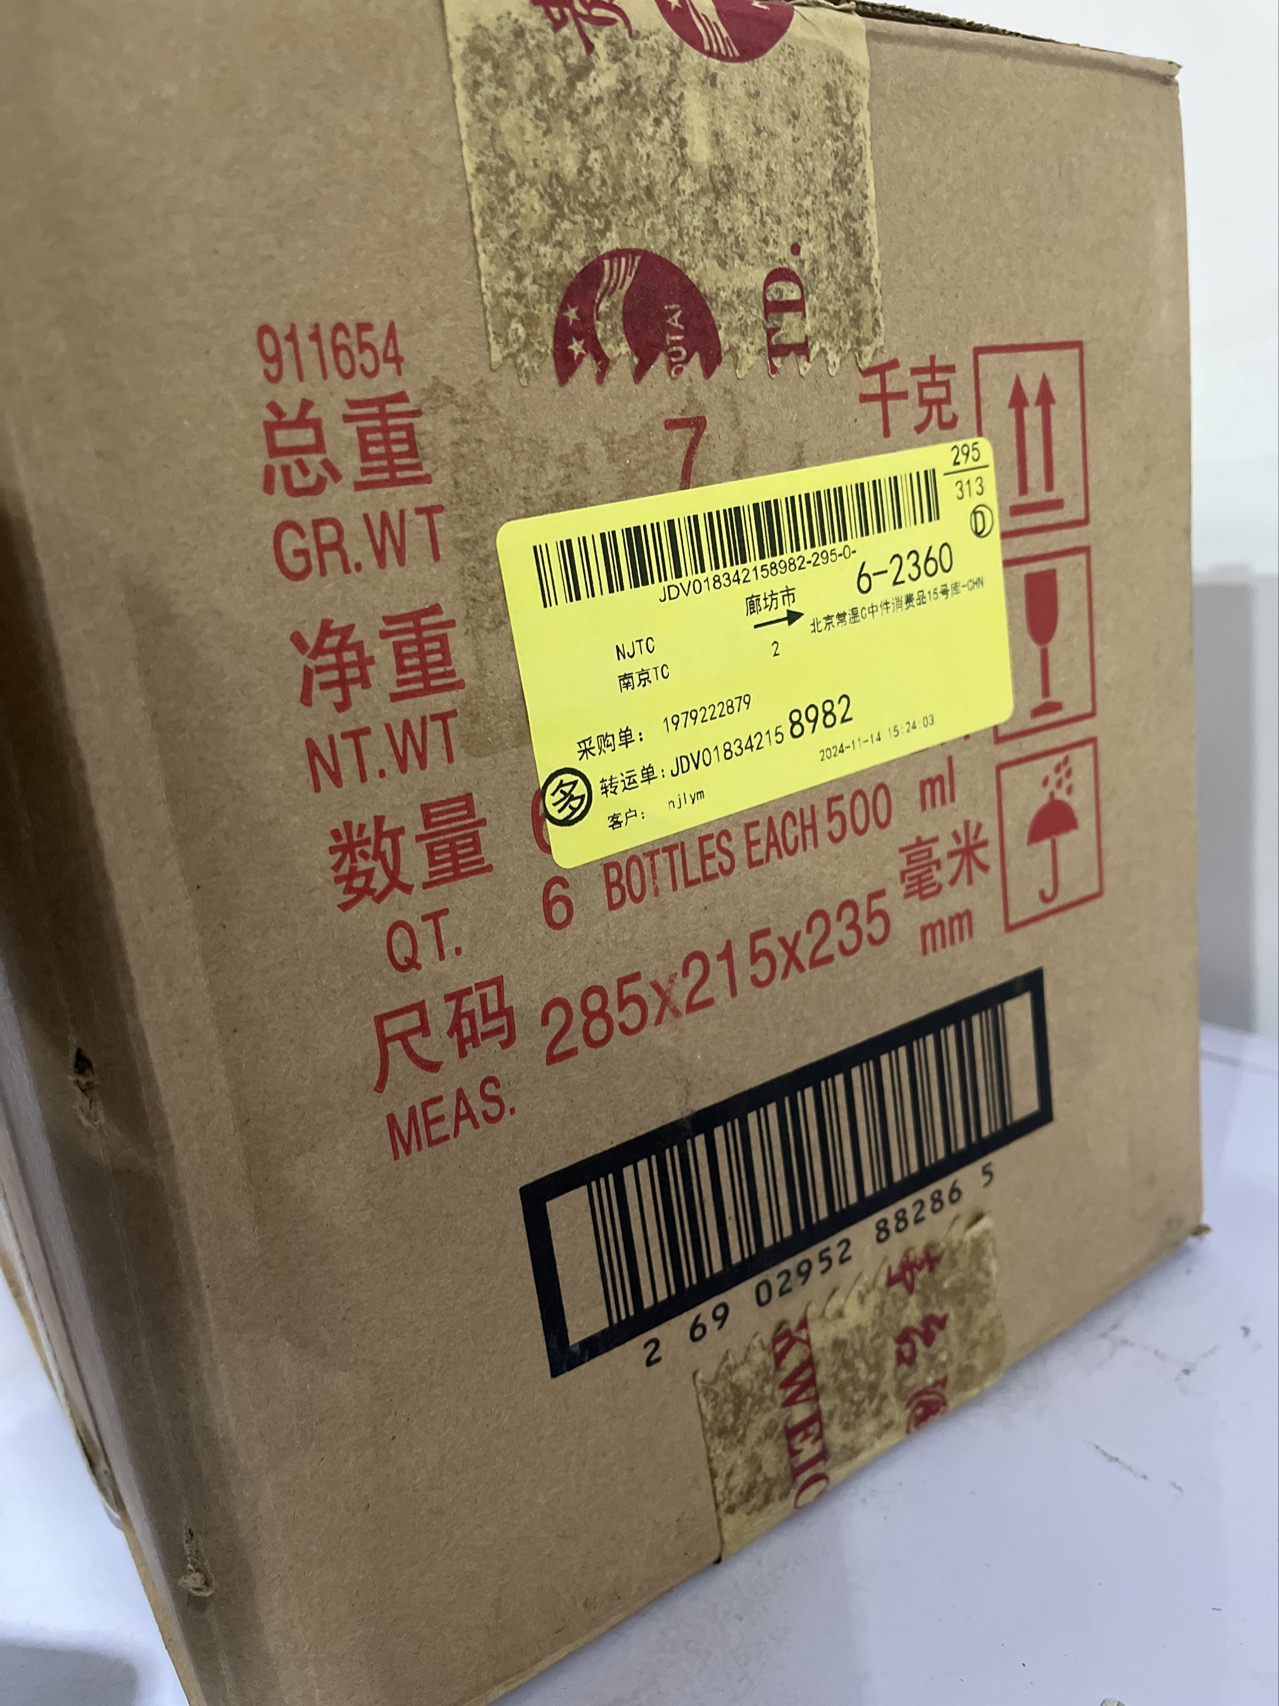 TD.
911654
总重
7
千克
GR.WT
净重
NT.WT
295
313
D
JDV018342158982-295-0-
6-2360
廊坊市
北京常温C中件消费品15号库-CHN
NJTC
2
南京TC
采购单: 1979222879
转运单: JDV018342158982
2024-11-14 15:24:03
多
客户: njlym
数量
QT.
6 BOTTLES EACH 500 ml
尺码 285x215x235 毫米
MEAS.
mm
2 69 02952 88286 5
KWEIC